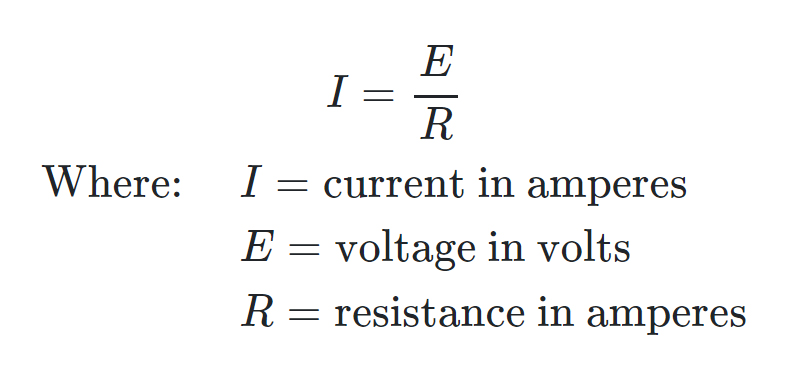 I = E/R
Where: I = current in amperes
E = voltage in volts
R = resistance in amperes